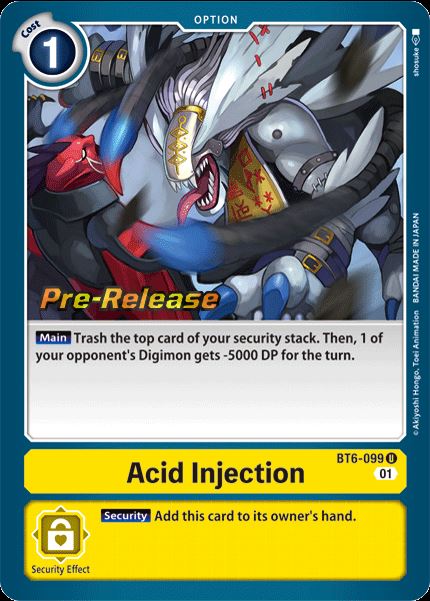 OPTION
Cost
1
shosuke
Pre-Release
Main Trash the top card of your security stack. Then, 1 of
your opponent's Digimon gets -5000 DP for the turn.
©Akiyoshi Hongo, Toei Animation BANDAI MADE IN JAPAN
BT6-099 U
Acid Injection
01
Security Add this card to its owner's hand.
Security Effect